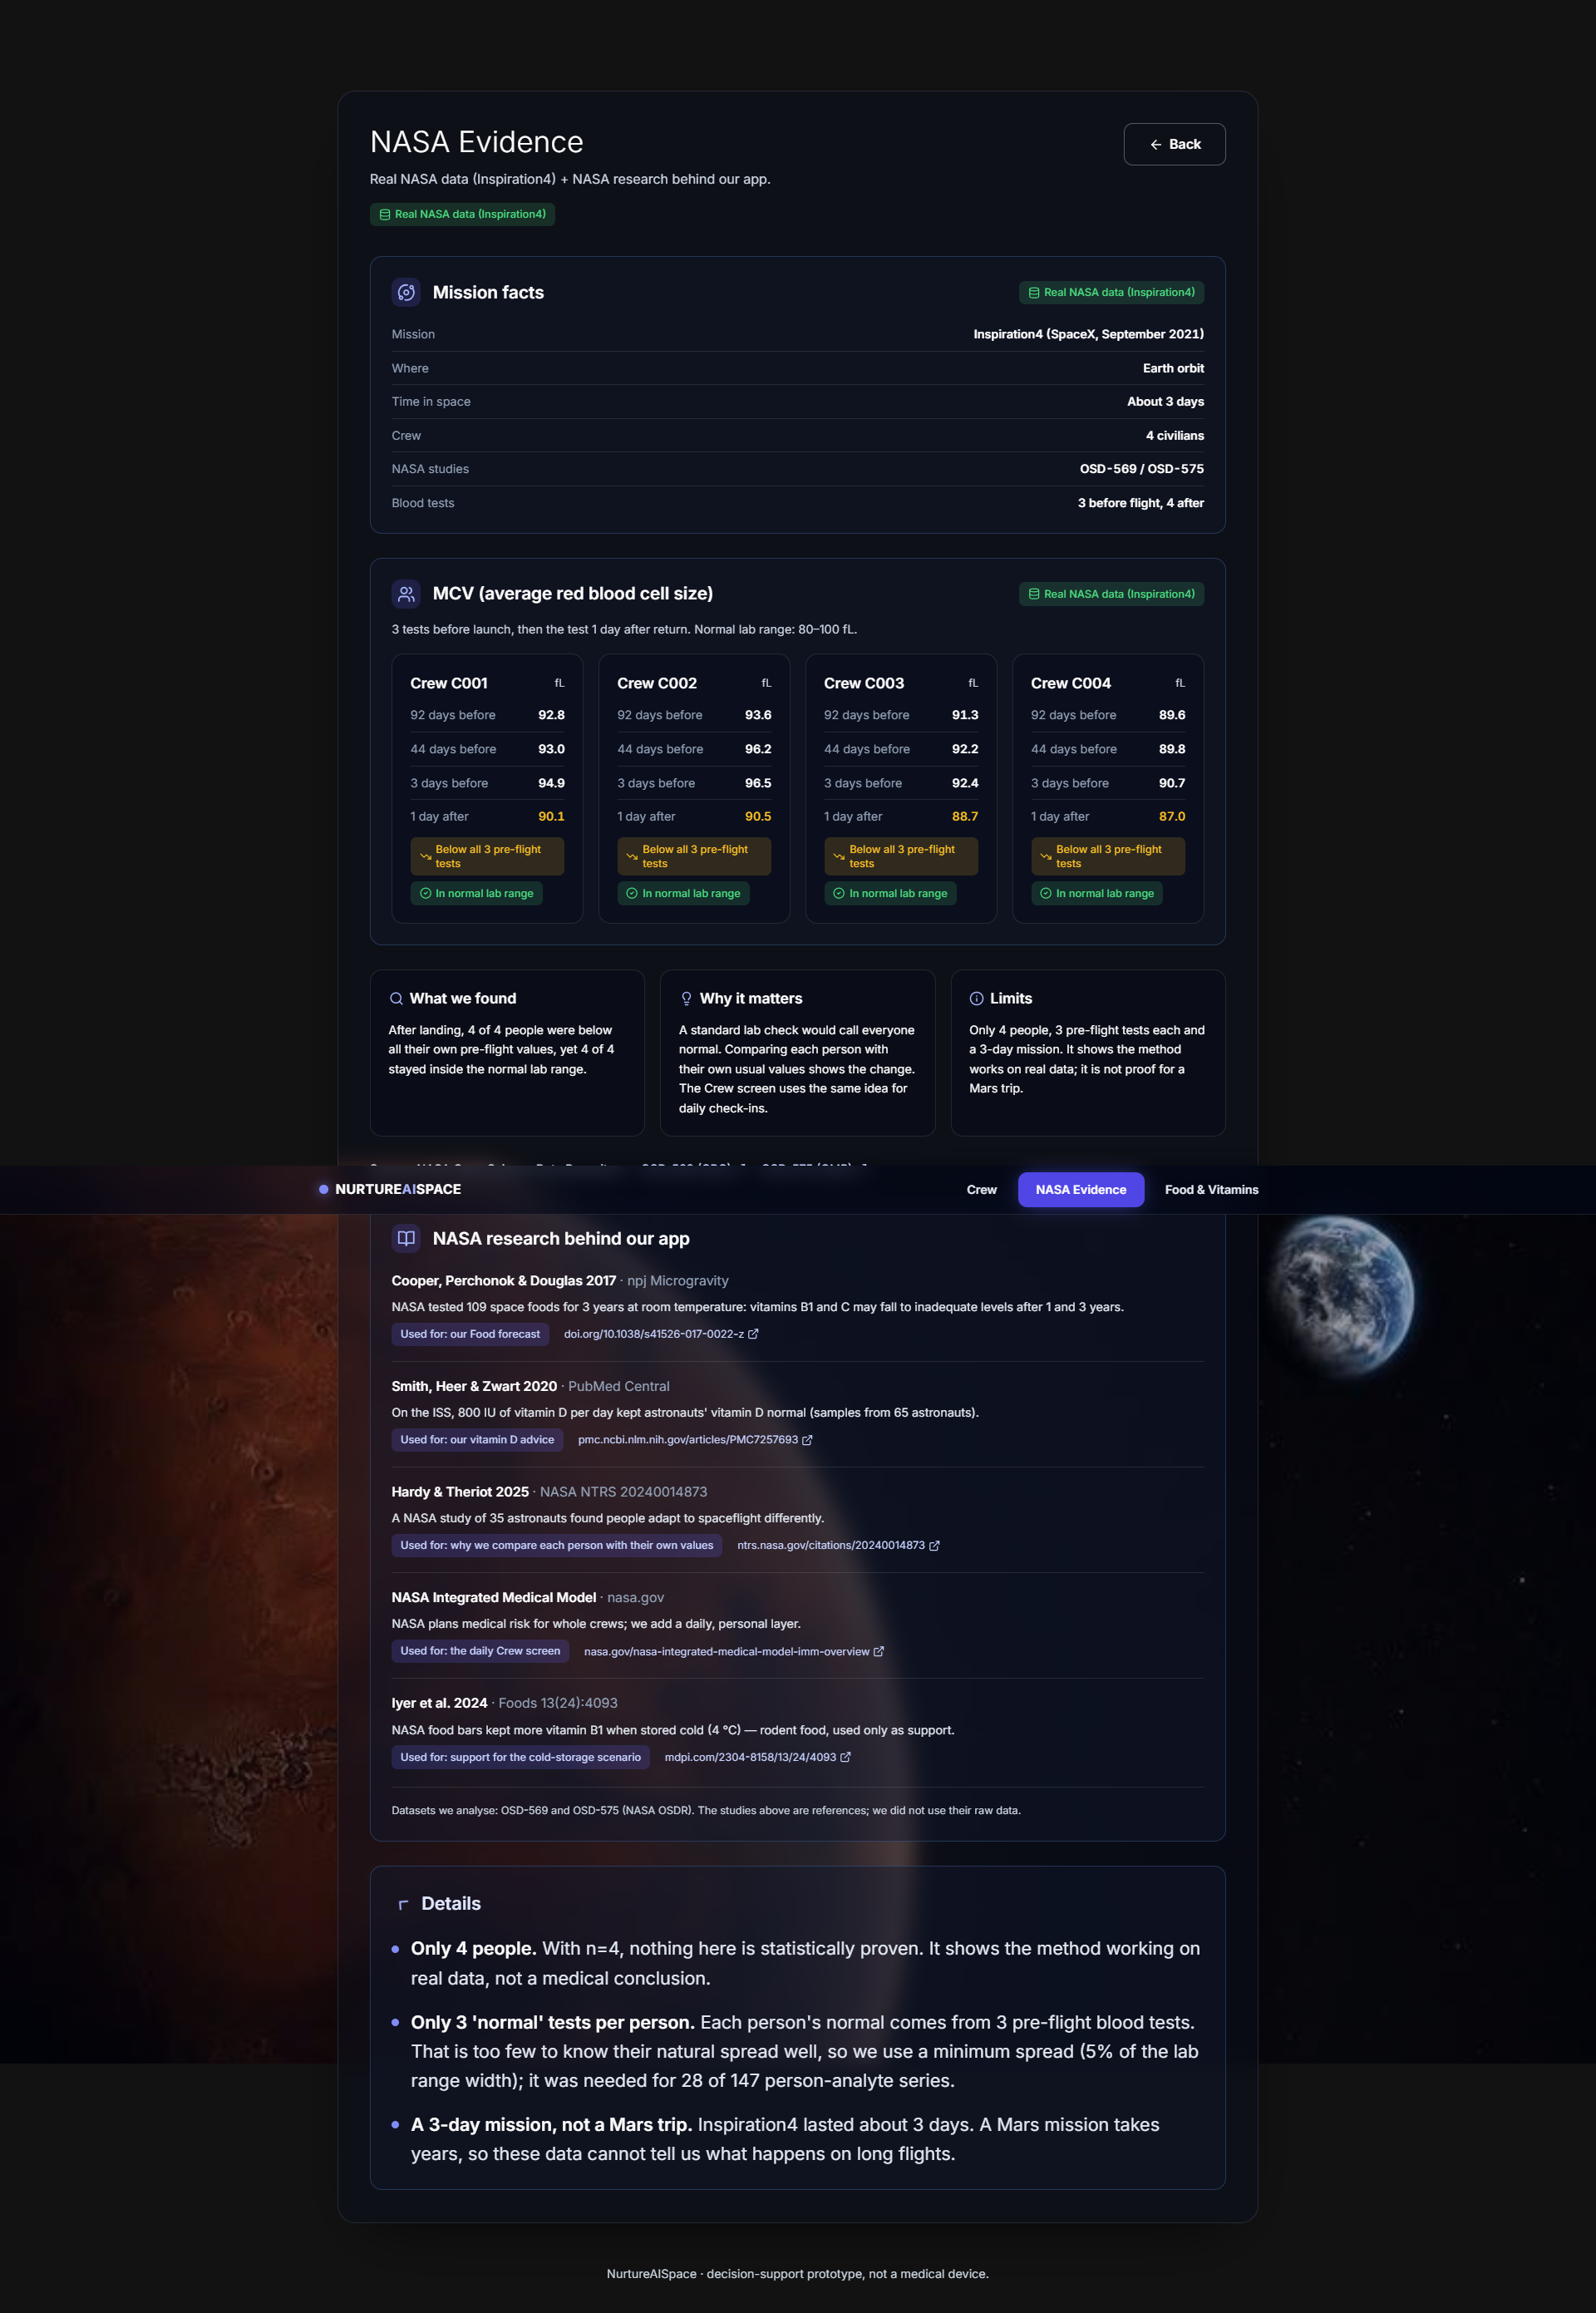 NASA Evidence
Back
Real NASA data (Inspiration4) + NASA research behind our app.
Real NASA data (Inspiration4)
Mission facts
Real NASA data (Inspiration4)
Mission
Inspiration4 (SpaceX, September 2021)
Where
Earth orbit
Time in space
About 3 days
Crew
4 civilians
NASA studies
OSD-569 / OSD-575
Blood tests
3 before flight, 4 after
MCV (average red blood cell size)
Real NASA data (Inspiration4)
3 tests before launch, then the test 1 day after return. Normal lab range: 80–100 fL.
Crew C001 fL
92 days before 92.8
44 days before 93.0
3 days before 94.9
1 day after 90.1
Below all 3 pre-flight
tests
In normal lab range
Crew C002 fL
92 days before 93.6
44 days before 96.2
3 days before 96.5
1 day after 90.5
Below all 3 pre-flight
tests
In normal lab range
Crew C003 fL
92 days before 91.3
44 days before 92.2
3 days before 92.4
1 day after 88.7
Below all 3 pre-flight
tests
In normal lab range
Crew C004 fL
92 days before 89.6
44 days before 89.8
3 days before 90.7
1 day after 87.0
Below all 3 pre-flight
tests
In normal lab range
What we found
After landing, 4 of 4 people were below
all their own pre-flight values, yet 4 of 4
stayed inside the normal lab range.
Why it matters
A standard lab check would call everyone
normal. Comparing each person with
their own usual values shows the change.
The Crew screen uses the same idea for
daily check-ins.
Limits
Only 4 people, 3 pre-flight tests each and
a 3-day mission. It shows the method
works on real data; it is not proof for a
Mars trip.
NURTUREAISPACE
Crew
NASA Evidence
Food & Vitamins
NASA research behind our app
Cooper, Perchonok & Douglas 2017 · npj Microgravity
NASA tested 109 space foods for 3 years at room temperature: vitamins B1 and C may fall to inadequate levels after 1 and 3 years.
Used for: our Food forecast doi.org/10.1038/s41526-017-0022-z
Smith, Heer & Zwart 2020 · PubMed Central
On the ISS, 800 IU of vitamin D per day kept astronauts' vitamin D normal (samples from 65 astronauts).
Used for: our vitamin D advice pmc.ncbi.nlm.nih.gov/articles/PMC7257693
Hardy & Theriot 2025 · NASA NTRS 20240014873
A NASA study of 35 astronauts found people adapt to spaceflight differently.
Used for: why we compare each person with their own values ntrs.nasa.gov/citations/20240014873
NASA Integrated Medical Model · nasa.gov
NASA plans medical risk for whole crews; we add a daily, personal layer.
Used for: the daily Crew screen nasa.gov/nasa-integrated-medical-model-imm-overview
Iyer et al. 2024 · Foods 13(24):4093
NASA food bars kept more vitamin B1 when stored cold (4 °C) — rodent food, used only as support.
Used for: support for the cold-storage scenario mdpi.com/2304-8158/13/24/4093
Datasets we analyse: OSD-569 and OSD-575 (NASA OSDR). The studies above are references; we did not use their raw data.
Details
Only 4 people. With n=4, nothing here is statistically proven. It shows the method working on
real data, not a medical conclusion.
Only 3 'normal' tests per person. Each person's normal comes from 3 pre-flight blood tests.
That is too few to know their natural spread well, so we use a minimum spread (5% of the lab
range width); it was needed for 28 of 147 person-analyte series.
A 3-day mission, not a Mars trip. Inspiration4 lasted about 3 days. A Mars mission takes
years, so these data cannot tell us what happens on long flights.
NurtureAISpace · decision-support prototype, not a medical device.